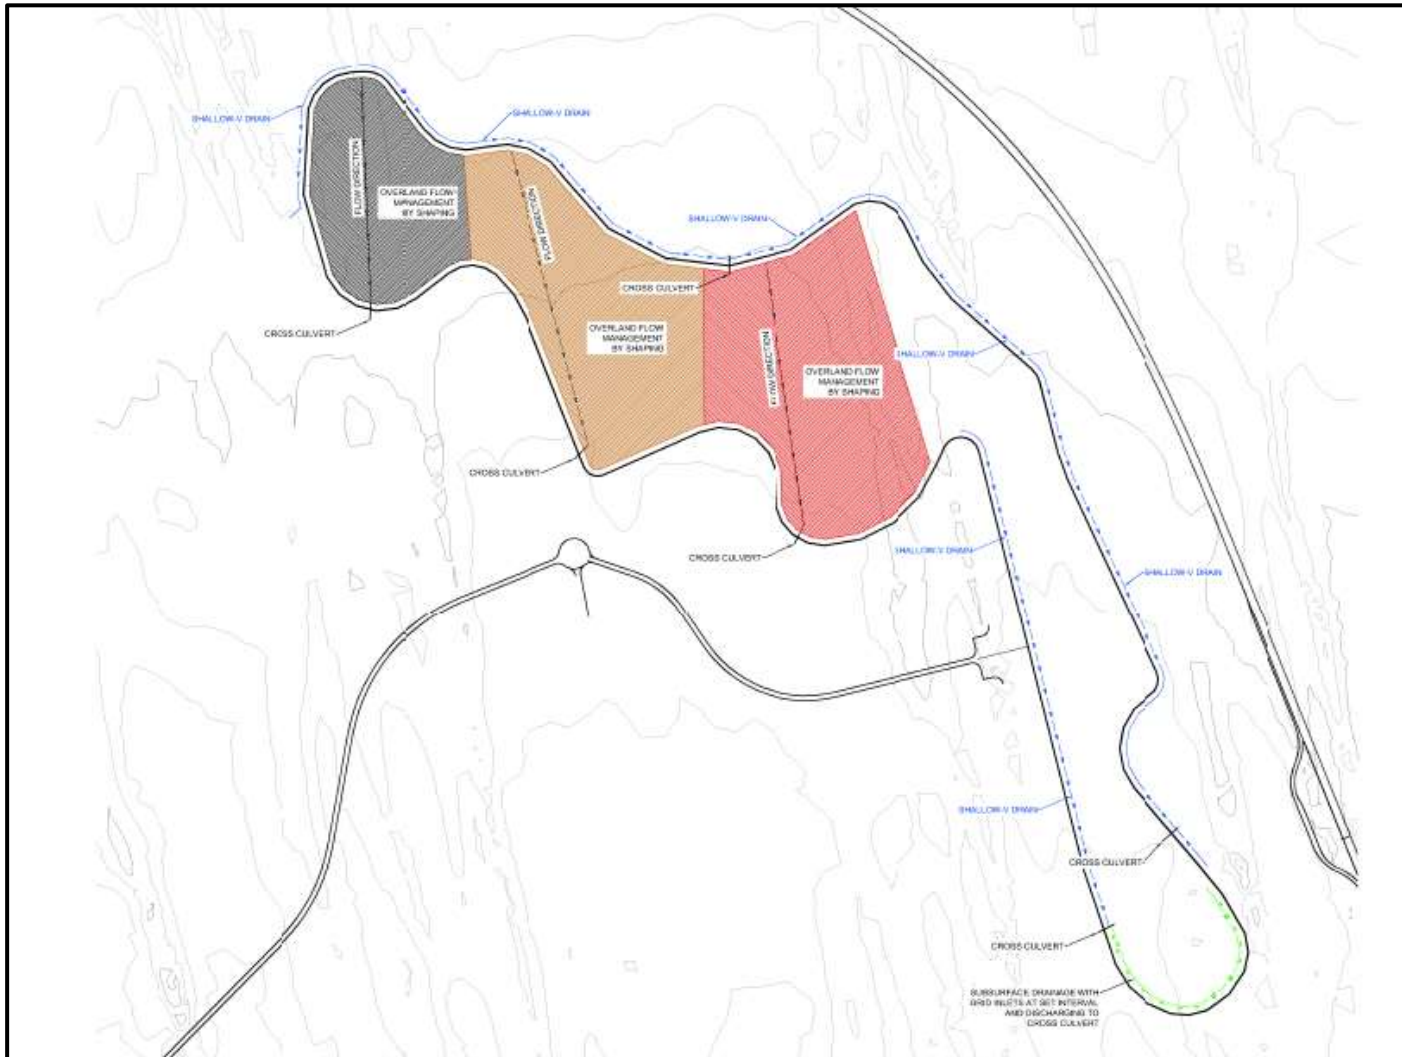 SHALLOW-V DRAIN
SHALLOW-V DRAIN
FLOW DIRECTION
OVERLAND FLOW
MANAGEMENT
BY SHAPING
FLOW DIRECTION
SHALLOW-V DRAIN
CROSS CULVERT
CROSS CULVERT
OVERLAND FLOW
MANAGEMENT
BY SHAPING
FLOW DIRECTION
OVERLAND FLOW
MANAGEMENT
BY SHAPING
SHALLOW-V DRAIN
CROSS CULVERT
CROSS CULVERT
SHALLOW-V DRAIN
SHALLOW-V DRAIN
SHALLOW-V DRAIN
CROSS CULVERT
CROSS CULVERT
SUBSURFACE DRAINAGE WITH
GRID INLETS AT SET INTERVAL
AND DISCHARGING TO
CROSS CULVERT